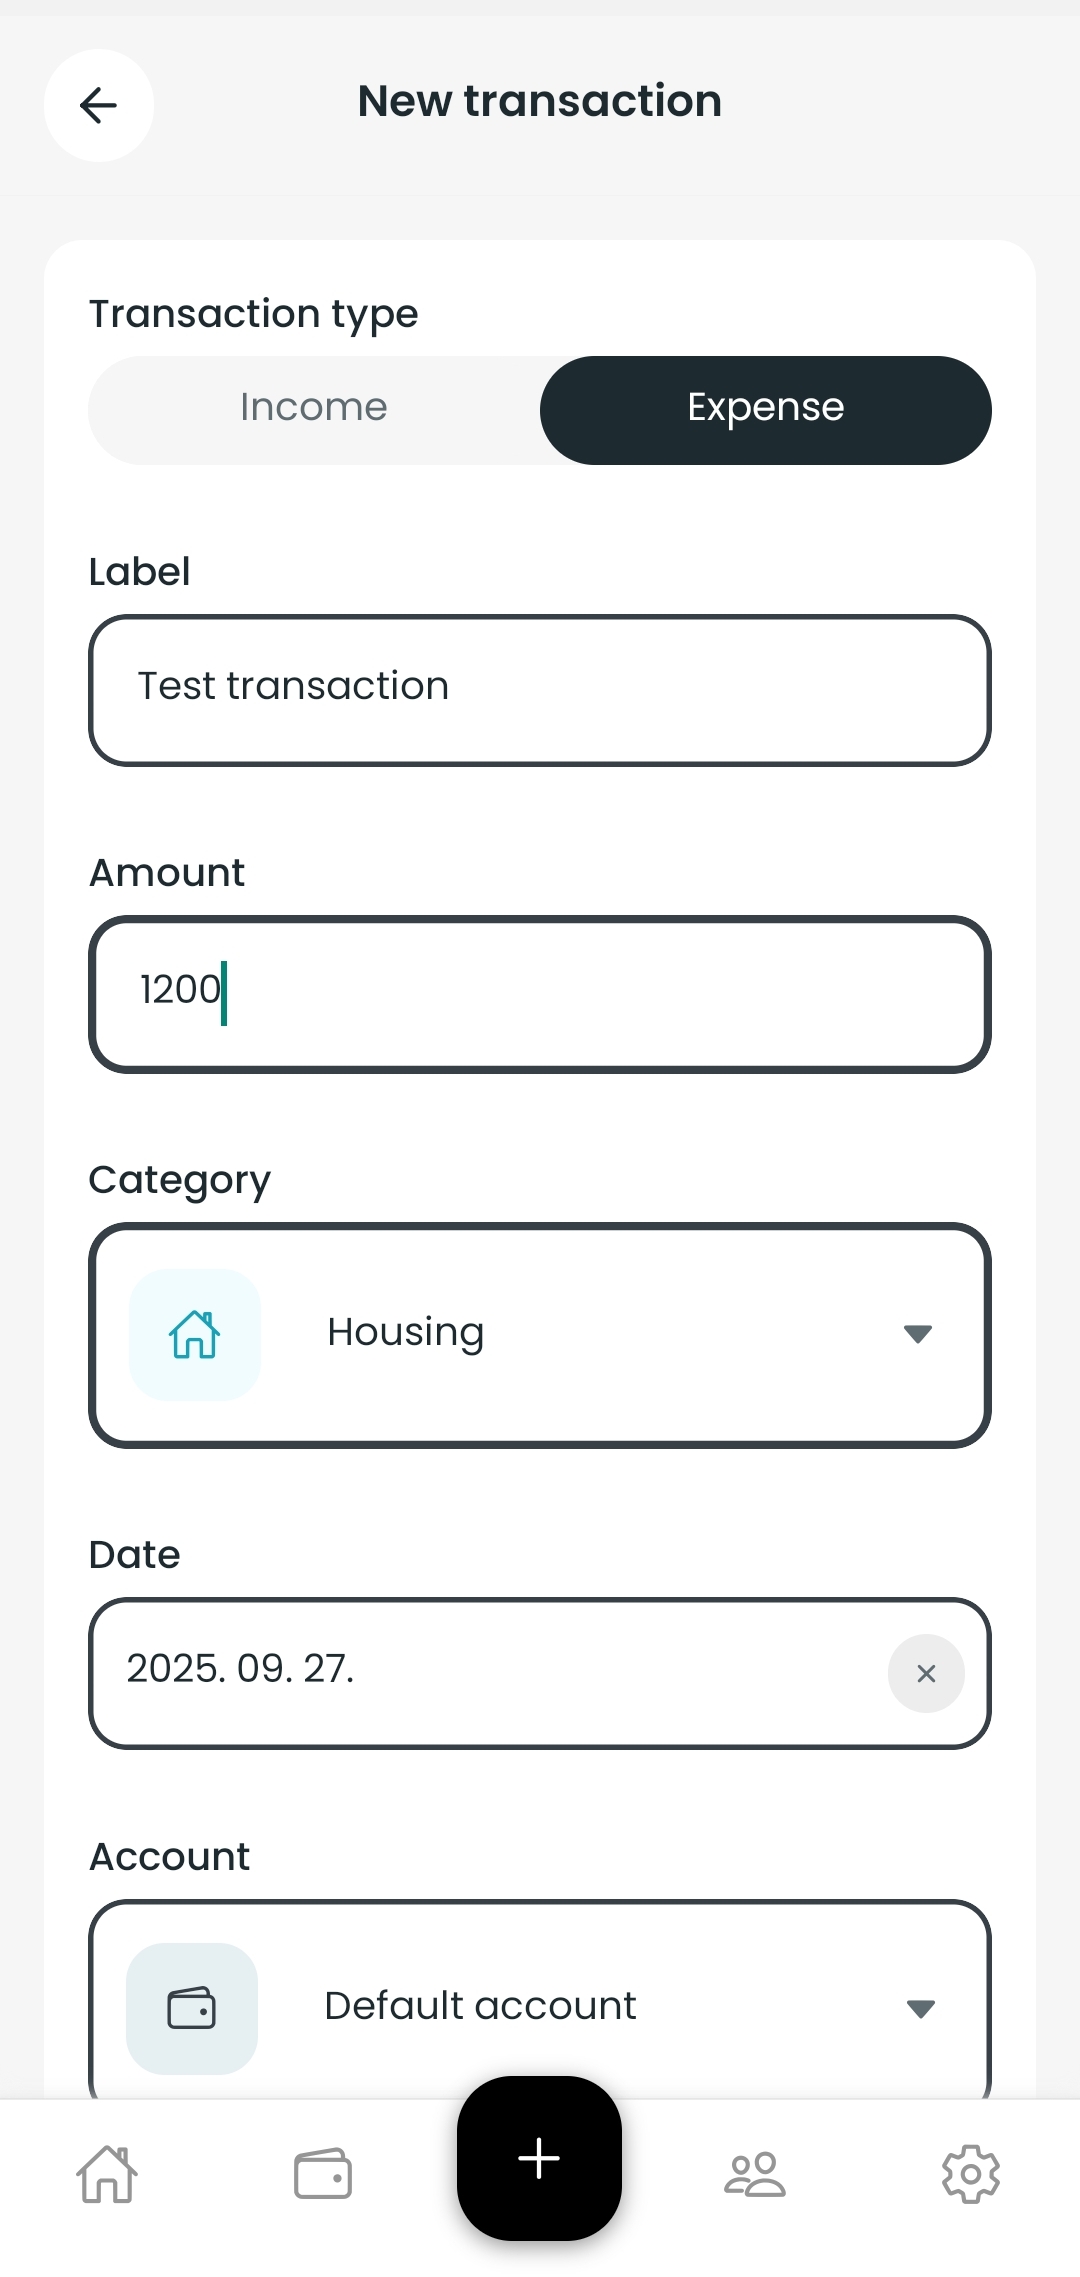 New transaction
Transaction type
Income
Expense
Label
Test transaction
Amount
1200
Category
Housing
Date
2025. 09. 27.
Account
Default account